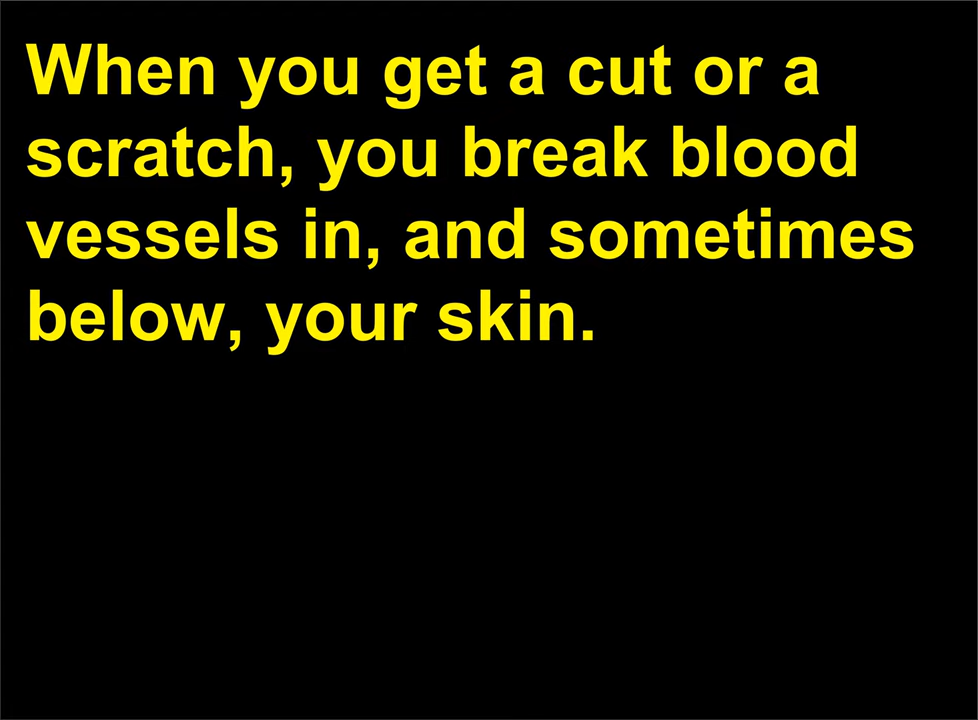 When you get a cut or a
scratch, you break blood
vessels in, and sometimes
below, your skin.